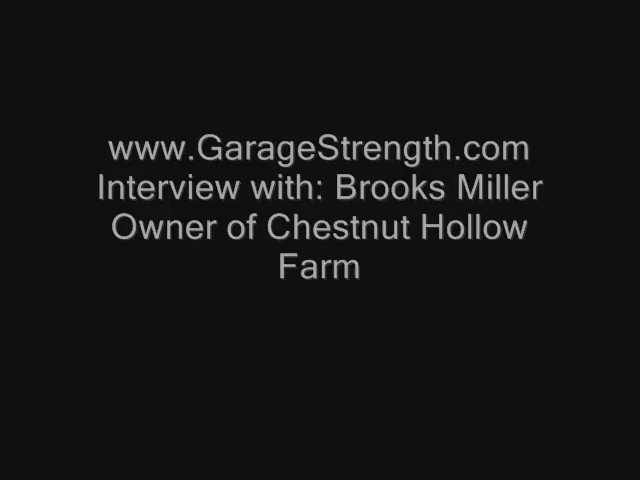 www.GarageStrength.com
Interview with: Brooks Miller
Owner of Chestnut Hollow
Farm